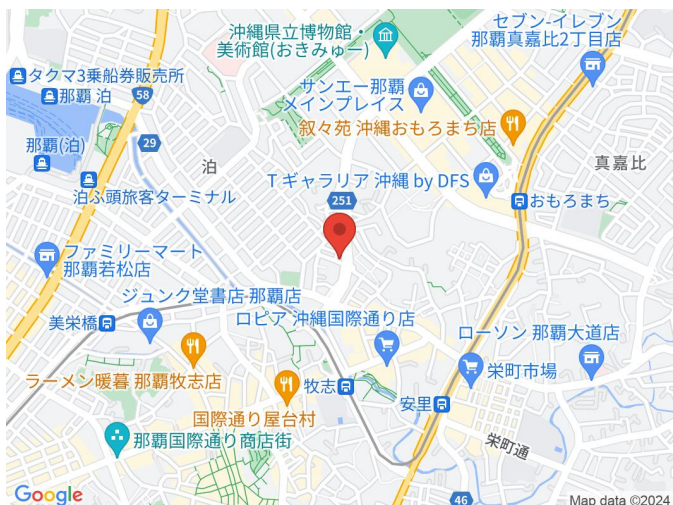 沖縄県立博物館・
美術館(おきみゅー)
セブン-イレブン
那覇真嘉比2丁目店
タクマ3乗船券販売所
那覇 泊
58
サンエー那覇
メインプレイス
叙々苑 沖縄おもろまち店
29
那覇(泊)
泊
真嘉比
泊ふ頭旅客ターミナル
Tギャラリア 沖縄 by DFS
251
おもろまち
ファミリーマート
那覇若松店
ジュンク堂書店 那覇店
美栄橋
ロピア 沖縄国際通り店
ローソン 那覇大道店
栄町市場
ラーメン暖暮 那覇牧志店
牧志
安里
国際通り屋台村
那覇国際通り商店街
栄町通
46
Google
Map data ©2024